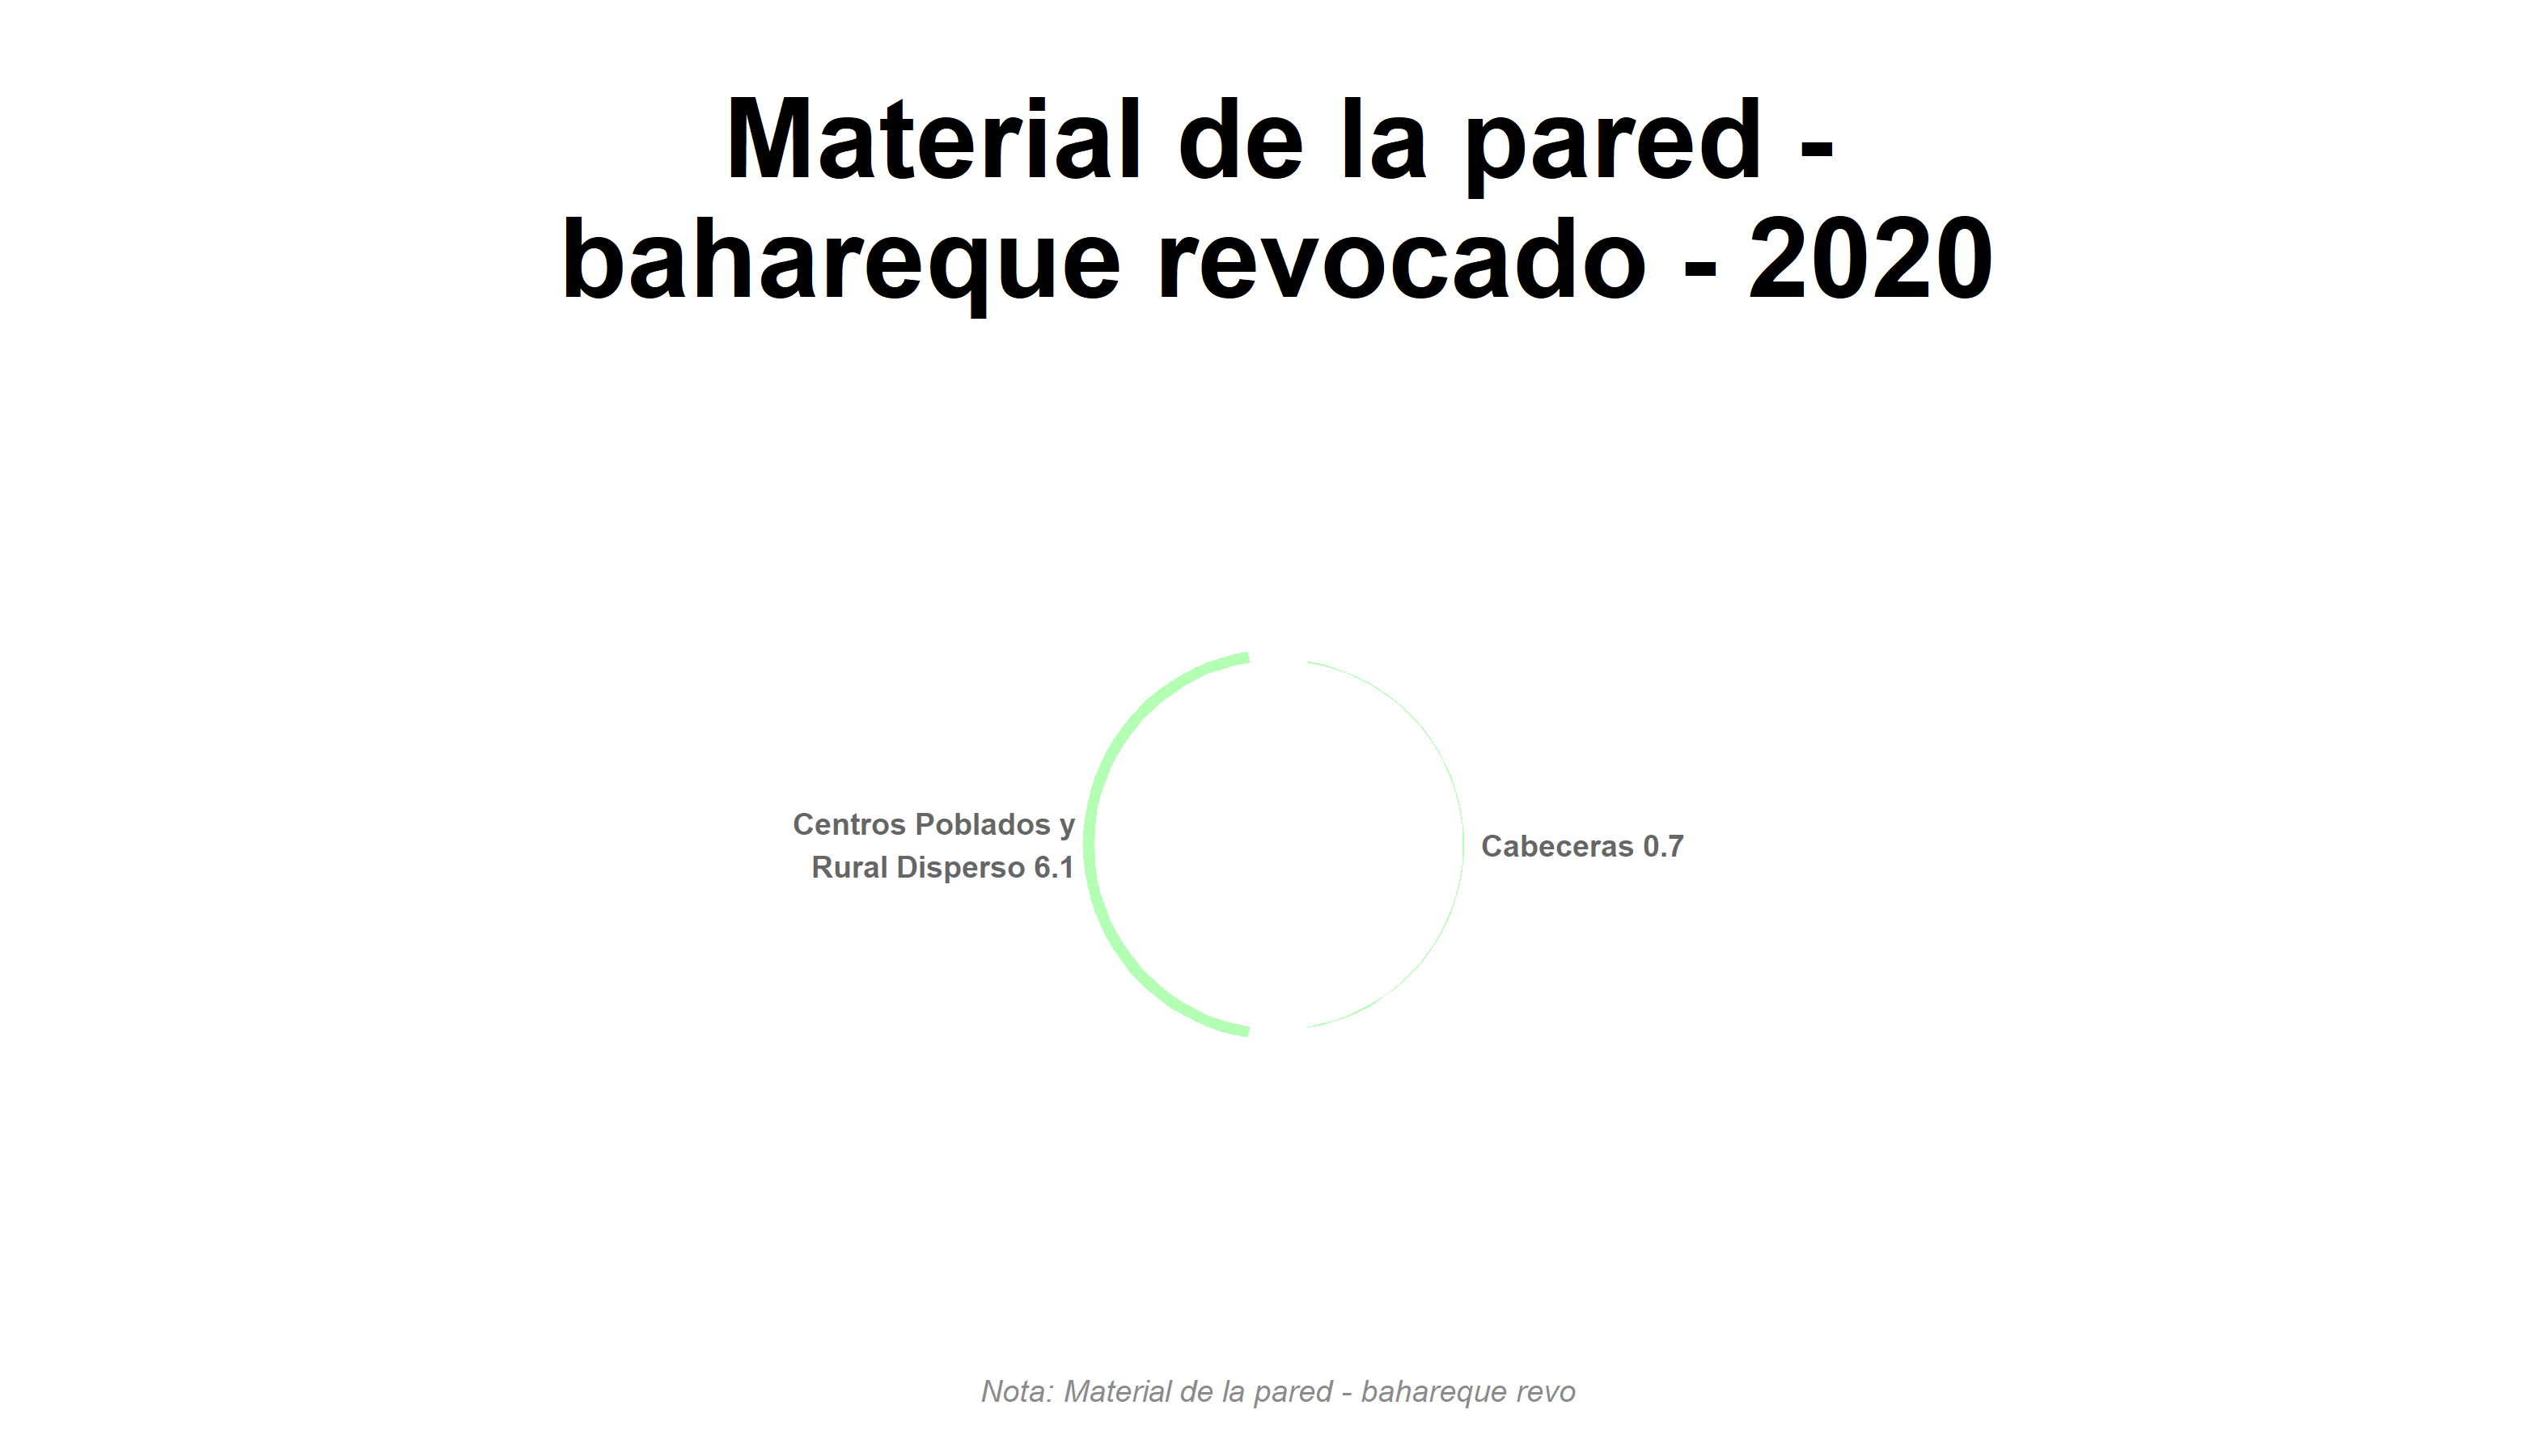 Material de la pared -
bahareque revocado - 2020
Centros Poblados y
Rural Disperso 6.1
Cabeceras 0.7
Nota: Material de la pared - bahareque revo